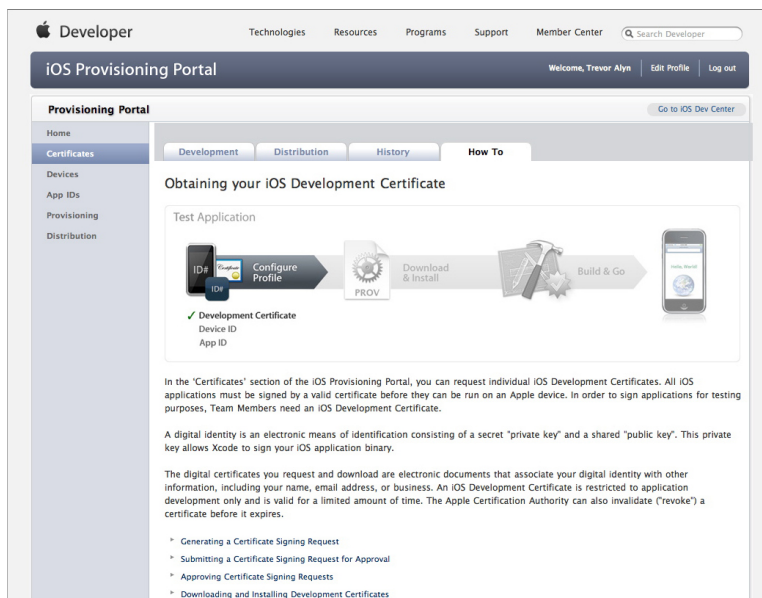 Developer
Technologies Resources Programs Support Member Center Search Developer
iOS Provisioning Portal
Welcome, Trevor Alyn Edit Profile Log out
Provisioning Portal
Go to iOS Dev Center
Home
Certificates
Devices
App IDs
Provisioning
Distribution
Development Distribution History How To
Obtaining your iOS Development Certificate
Test Application
ID# Certificate
ID#
Configure
Profile
PROV
Download
& Install
Build & Go
Hello, World!
✓ Development Certificate
Device ID
App ID
In the 'Certificates' section of the iOS Provisioning Portal, you can request individual iOS Development Certificates. All iOS
applications must be signed by a valid certificate before they can be run on an Apple device. In order to sign applications for testing
purposes, Team Members need an iOS Development Certificate.
A digital identity is an electronic means of identification consisting of a secret "private key" and a shared "public key". This private
key allows Xcode to sign your iOS application binary.
The digital certificates you request and download are electronic documents that associate your digital identity with other
information, including your name, email address, or business. An iOS Development Certificate is restricted to application
development only and is valid for a limited amount of time. The Apple Certification Authority can also invalidate ("revoke") a
certificate before it expires.
Generating a Certificate Signing Request
Submitting a Certificate Signing Request for Approval
Approving Certificate Signing Requests
Downloading and Installing Development Certificates